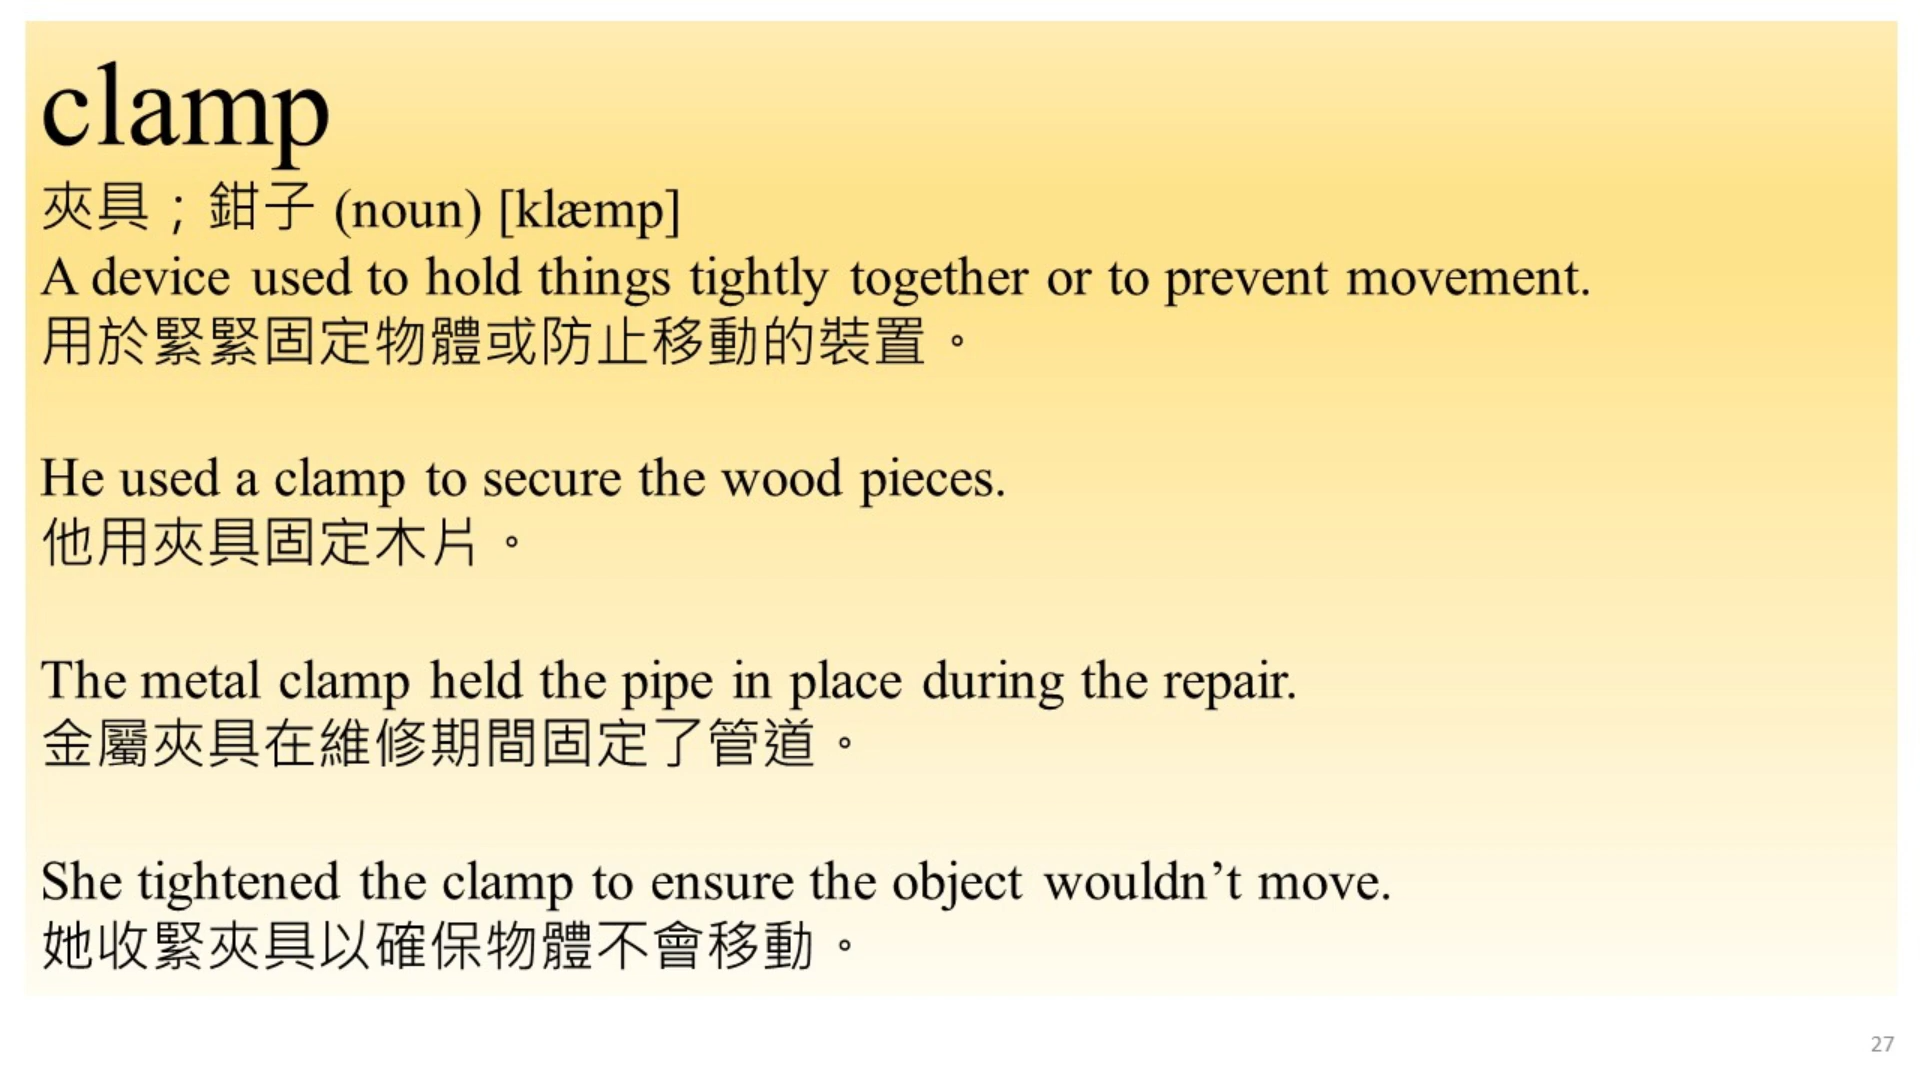 clamp
夾具；鉗子 (noun) [klæmp]
A device used to hold things tightly together or to prevent movement.
用於緊緊固定物體或防止移動的裝置。
He used a clamp to secure the wood pieces.
他用夾具固定木片。
The metal clamp held the pipe in place during the repair.
金屬夾具在維修期間固定了管道。
She tightened the clamp to ensure the object wouldn’t move.
她收緊夾具以確保物體不會移動。
27